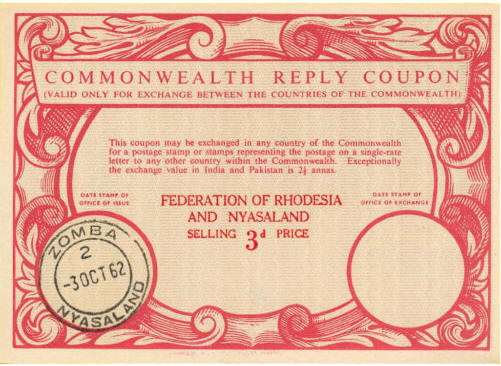 COMMONWEALTH REPLY COUPON
(VALID ONLY FOR EXCHANGE BETWEEN THE COUNTRIES OF THE COMMONWEALTH)
This coupon may be exchanged in any country of the Commonwealth
for a postage stamp or stamps representing the postage on a single-rate
letter to any other country within the Commonwealth. Exceptionally
the exchange value in India and Pakistan is 2½ annas.
DATE STAMP OF
OFFICE OF ISSUE
FEDERATION OF RHODESIA
AND NYASALAND
SELLING 3d PRICE
DATE STAMP OF
OFFICE OF EXCHANGE
ZOMBA
2
-3 OCT 62
NYASALAND